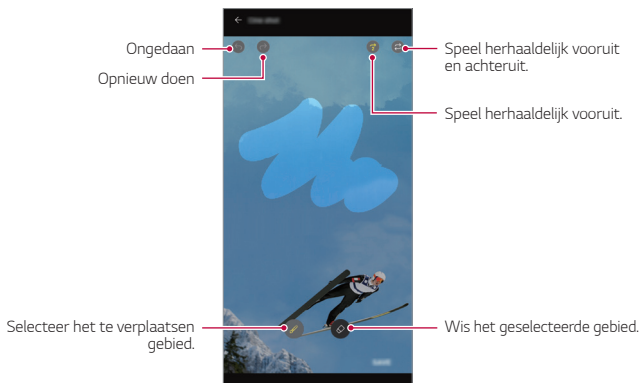 Ongedaan
Opnieuw doen
Speel herhaaldelijk vooruit
en achteruit.
Speel herhaaldelijk vooruit.
Selecteer het te verplaatsen
gebied.
Wis het geselecteerde gebied.